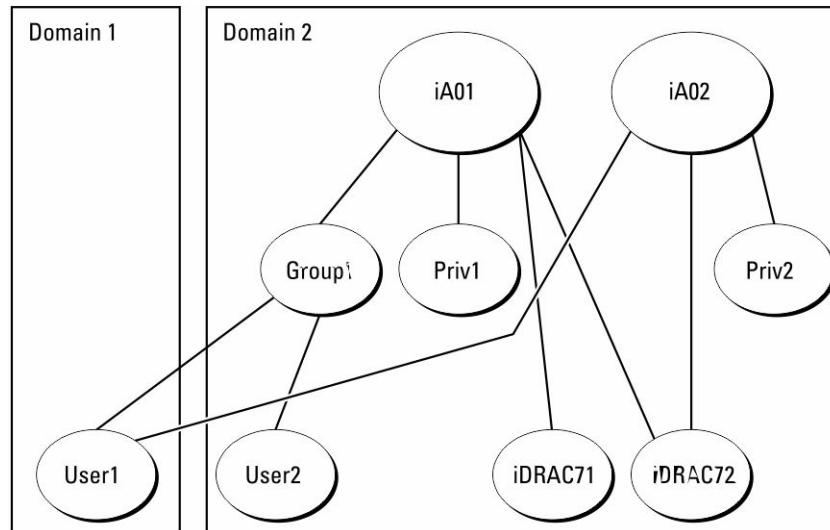 Domain 1
Domain 2
iA01
iA02
Group1
Priv1
Priv2
User1
User2
iDRAC71
iDRAC72